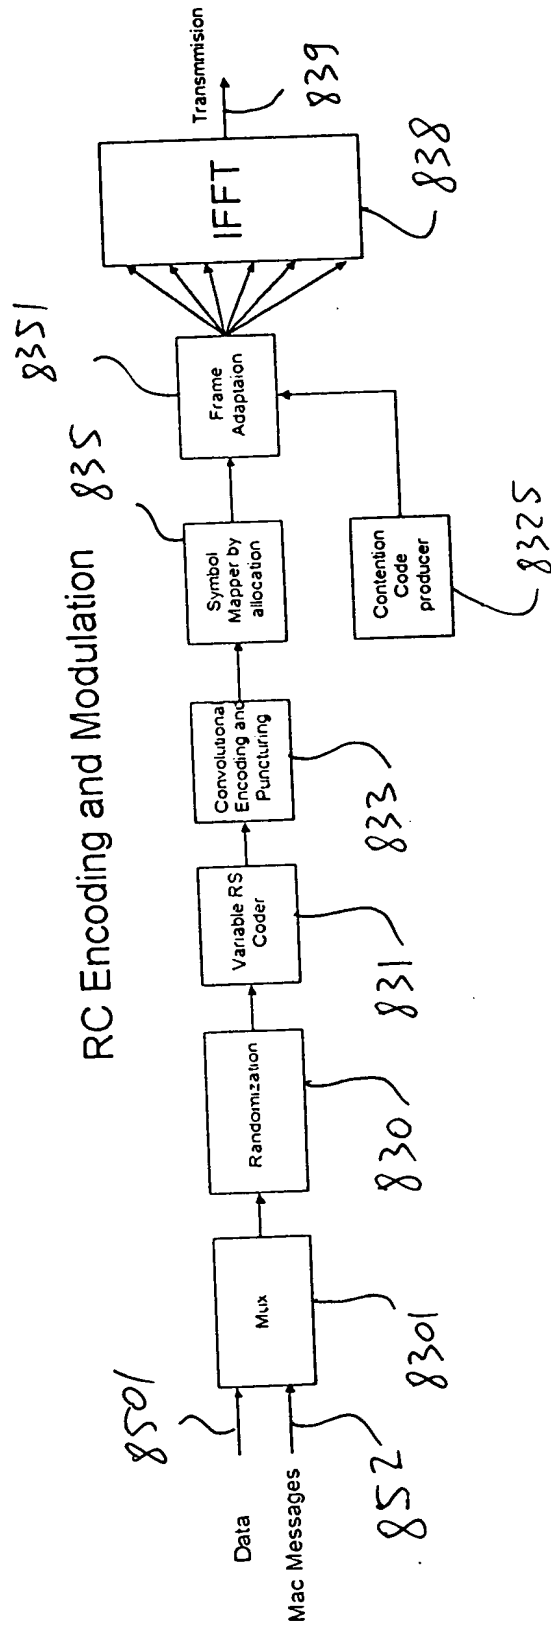 RC Encoding and Modulation
Data
8501
Mac Messages
852
Mux
8301
Randomization
830
Variable RS
Coder
831
Convolutional
Encoding and
Puncturing
833
Symbol
Mapper by
allocation
835
Frame
Adaptaion
8351
Contention
Code
producer
8325
IFFT
838
Transmmision
839